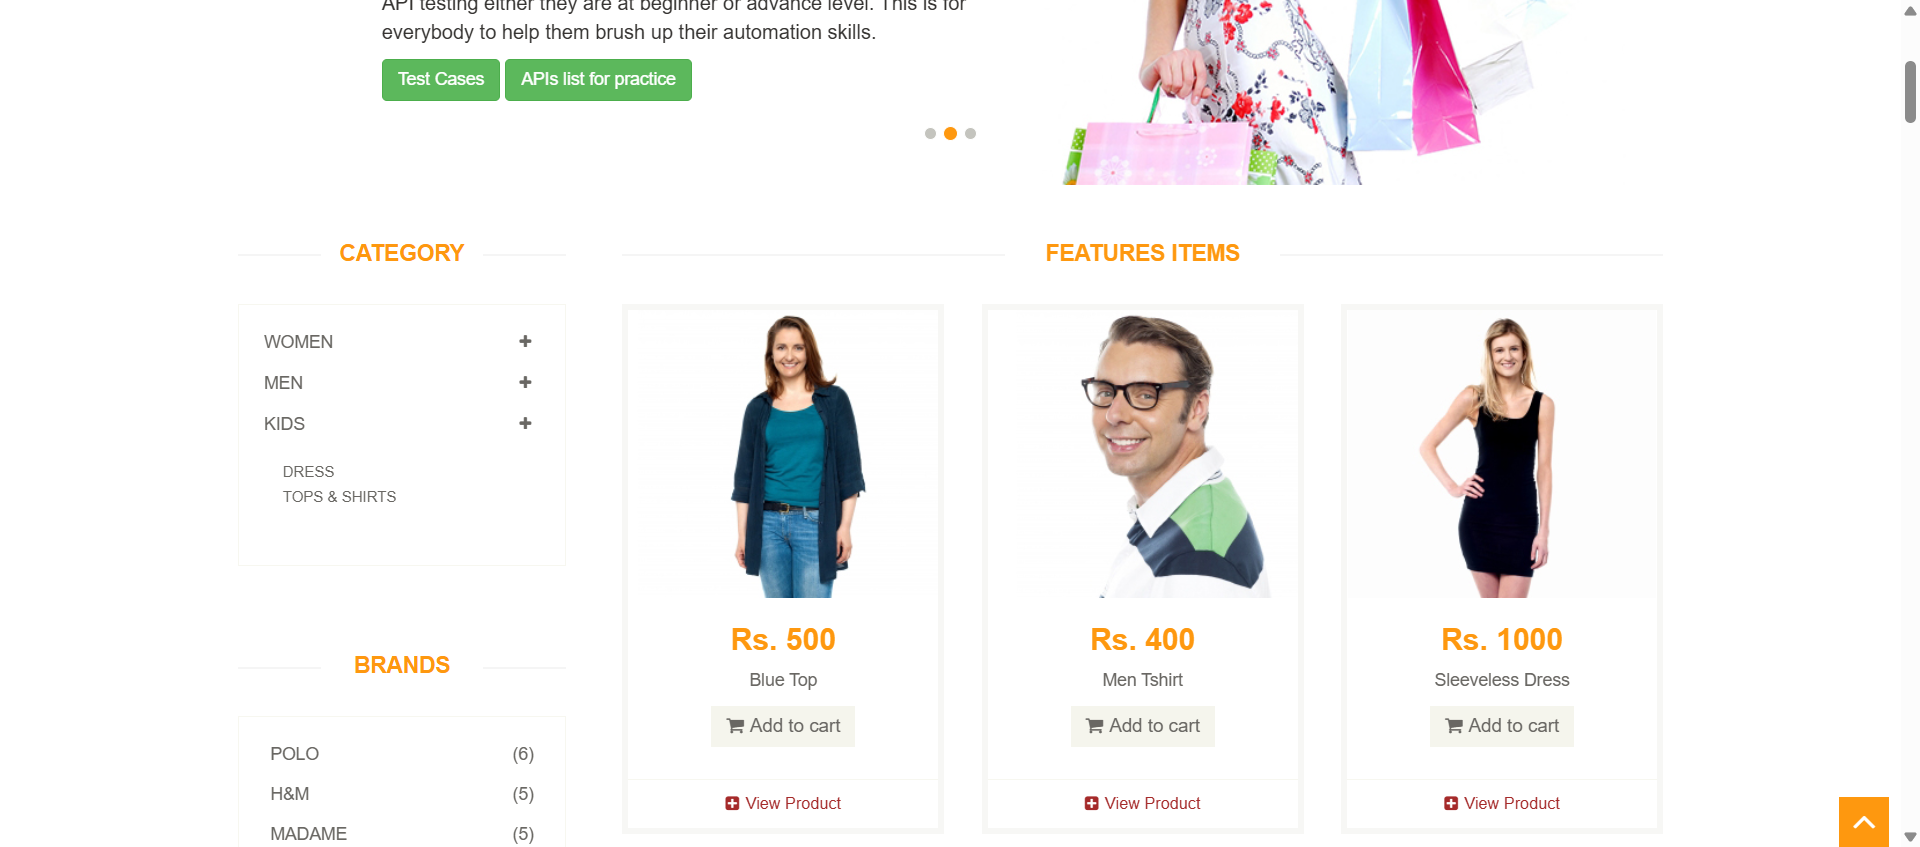 API testing either they are at beginner or advance level. This is for
everybody to help them brush up their automation skills.
Test Cases
APIs list for practice
CATEGORY
WOMEN
MEN
KIDS
DRESS
TOPS & SHIRTS
BRANDS
POLO (6)
H&M (5)
MADAME (5)
FEATURES ITEMS
Rs. 500
Blue Top
Add to cart
View Product
Rs. 400
Men Tshirt
Add to cart
View Product
Rs. 1000
Sleeveless Dress
Add to cart
View Product